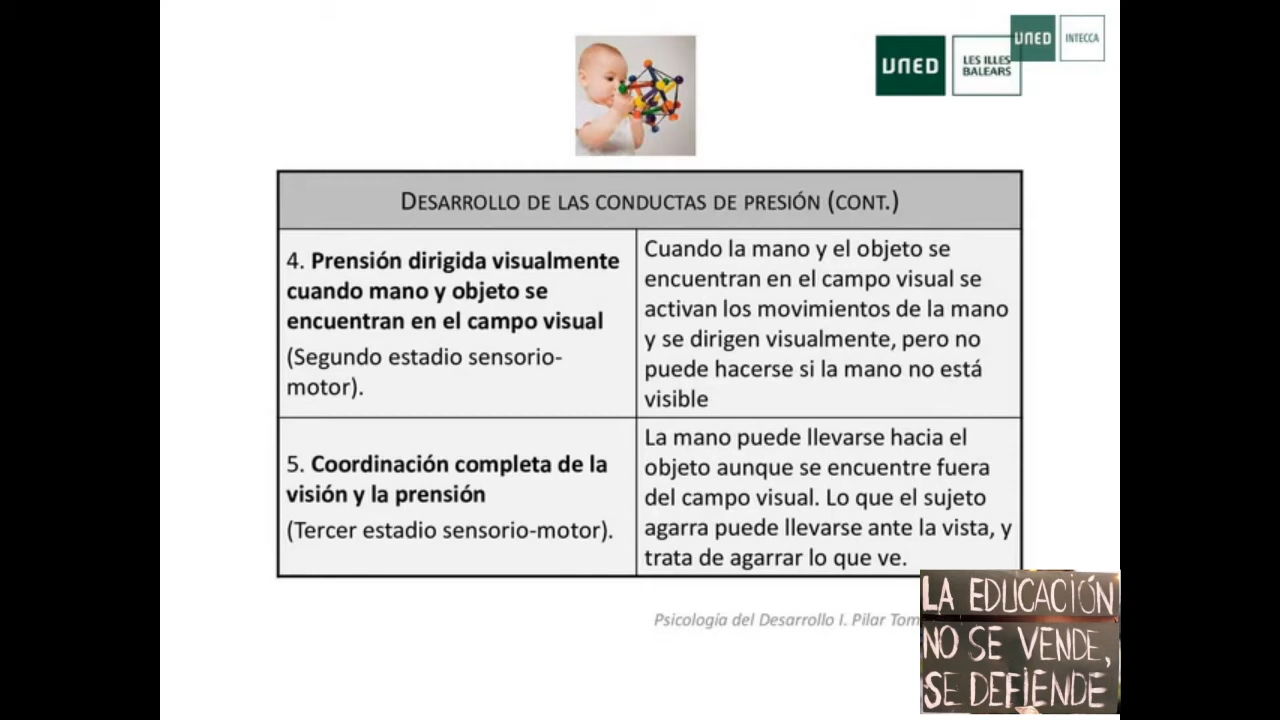 UNED
LES ILLES
BALEARS
UNED
INTECCA
DESARROLLO DE LAS CONDUCTAS DE PRESIÓN (CONT.)
4. Prensión dirigida visualmente
cuando mano y objeto se
encuentran en el campo visual
(Segundo estadio sensorio-
motor).
Cuando la mano y el objeto se
encuentran en el campo visual se
activan los movimientos de la mano
y se dirigen visualmente, pero no
puede hacerse si la mano no está
visible
5. Coordinación completa de la
visión y la prensión
(Tercer estadio sensorio-motor).
La mano puede llevarse hacia el
objeto aunque se encuentre fuera
del campo visual. Lo que el sujeto
agarra puede llevarse ante la vista, y
trata de agarrar lo que ve.
Psicología del Desarrollo I. Pilar
LA EDUCACIÓN
NO SE VENDE,
SE DEFIENDE